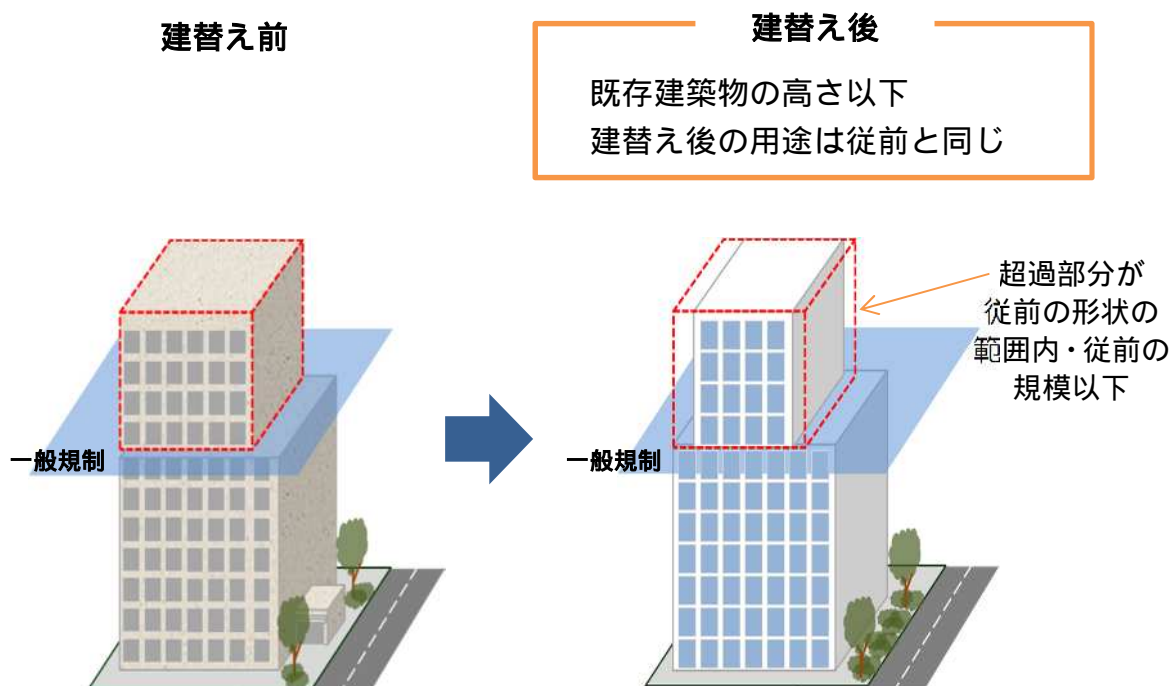 建替え前
建替え後
既存建築物の高さ以下
建替え後の用途は従前と同じ
一般規制
一般規制
超過部分が
従前の形状の
範囲内・従前の
規模以下